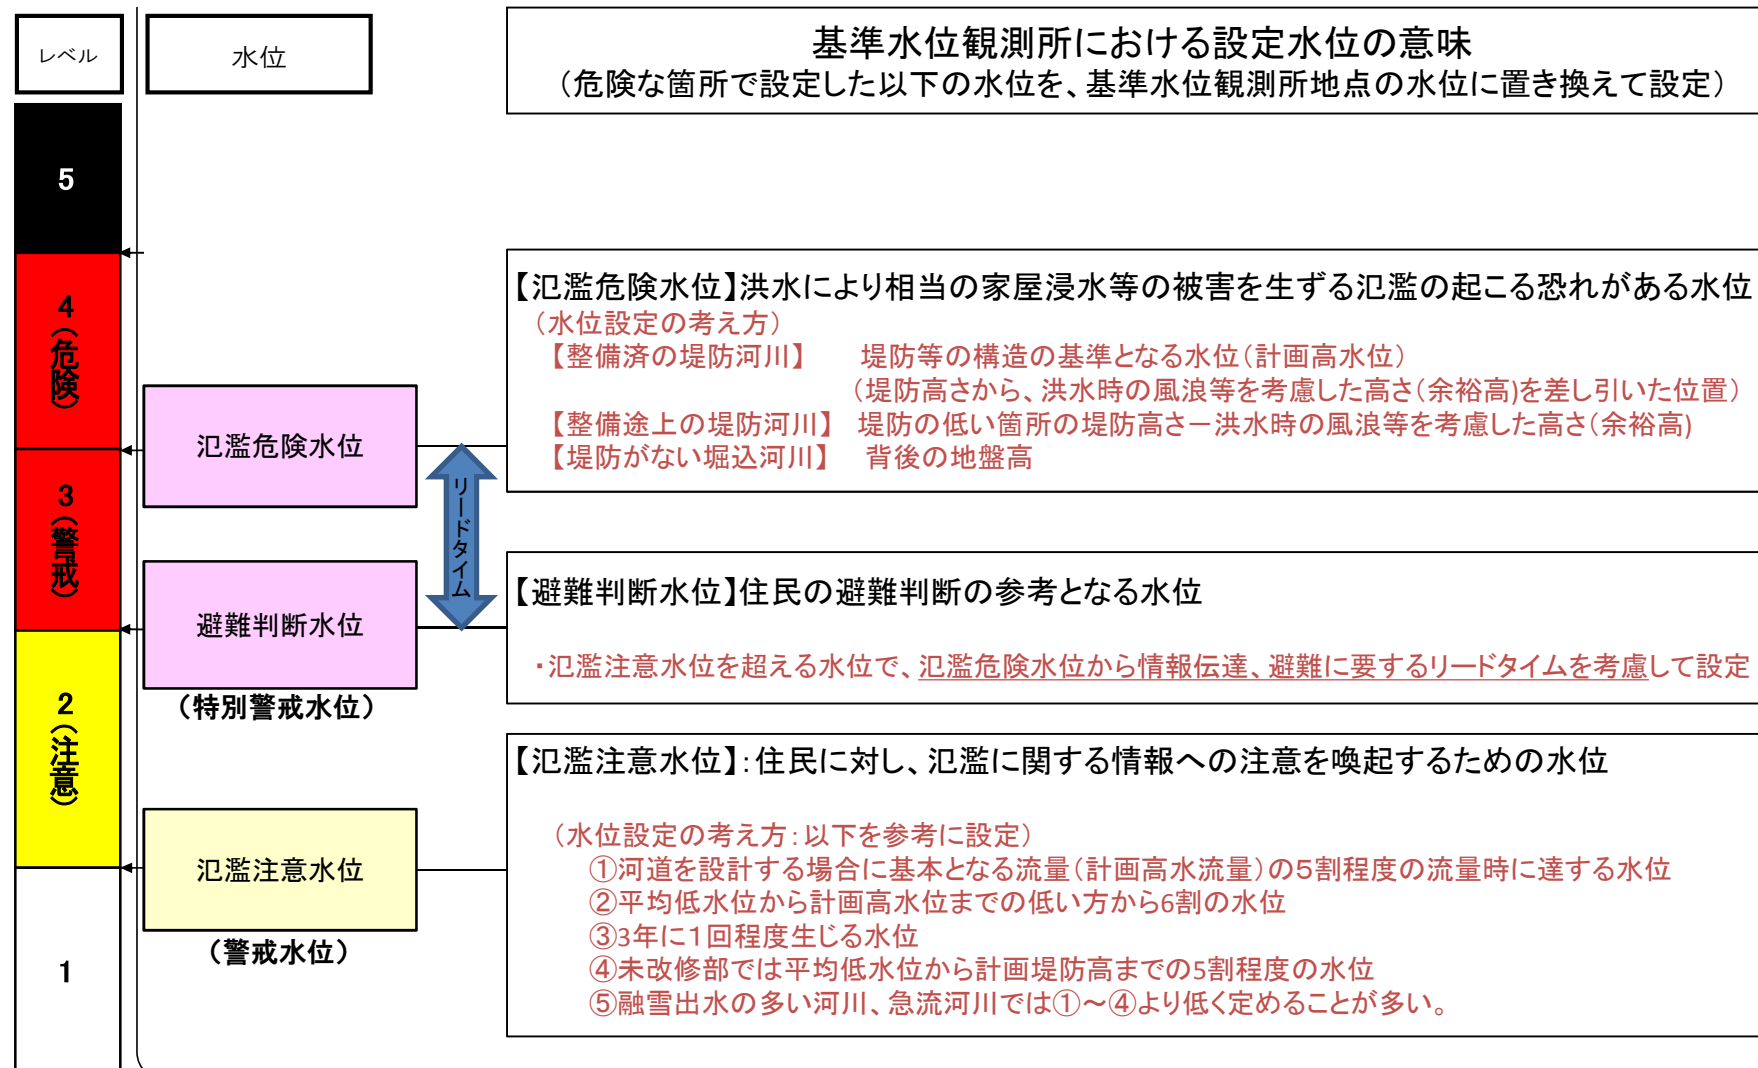 レベル
水位
基準水位観測所における設定水位の意味
（危険な箇所で設定した以下の水位を、基準水位観測所地点の水位に置き換えて設定）
5
4（危険）
3（警戒）
2（注意）
1
氾濫危険水位
リードタイム
避難判断水位
（特別警戒水位）
氾濫注意水位
（警戒水位）
【氾濫危険水位】洪水により相当の家屋浸水等の被害を生ずる氾濫の起こる恐れがある水位
（水位設定の考え方）
【整備済の堤防河川】　堤防等の構造の基準となる水位（計画高水位）
（堤防高さから、洪水時の風浪等を考慮した高さ（余裕高)を差し引いた位置）
【整備途上の堤防河川】 堤防の低い箇所の堤防高さー洪水時の風浪等を考慮した高さ（余裕高)
【堤防がない堀込河川】　背後の地盤高
【避難判断水位】住民の避難判断の参考となる水位
・氾濫注意水位を超える水位で、氾濫危険水位から情報伝達、避難に要するリードタイムを考慮して設定
【氾濫注意水位】：住民に対し、氾濫に関する情報への注意を喚起するための水位
（水位設定の考え方：以下を参考に設定）
①河道を設計する場合に基本となる流量（計画高水流量）の５割程度の流量時に達する水位
②平均低水位から計画高水位までの低い方から6割の水位
③3年に１回程度生じる水位
④未改修部では平均低水位から計画堤防高までの5割程度の水位
⑤融雪出水の多い河川、急流河川では①～④より低く定めることが多い。